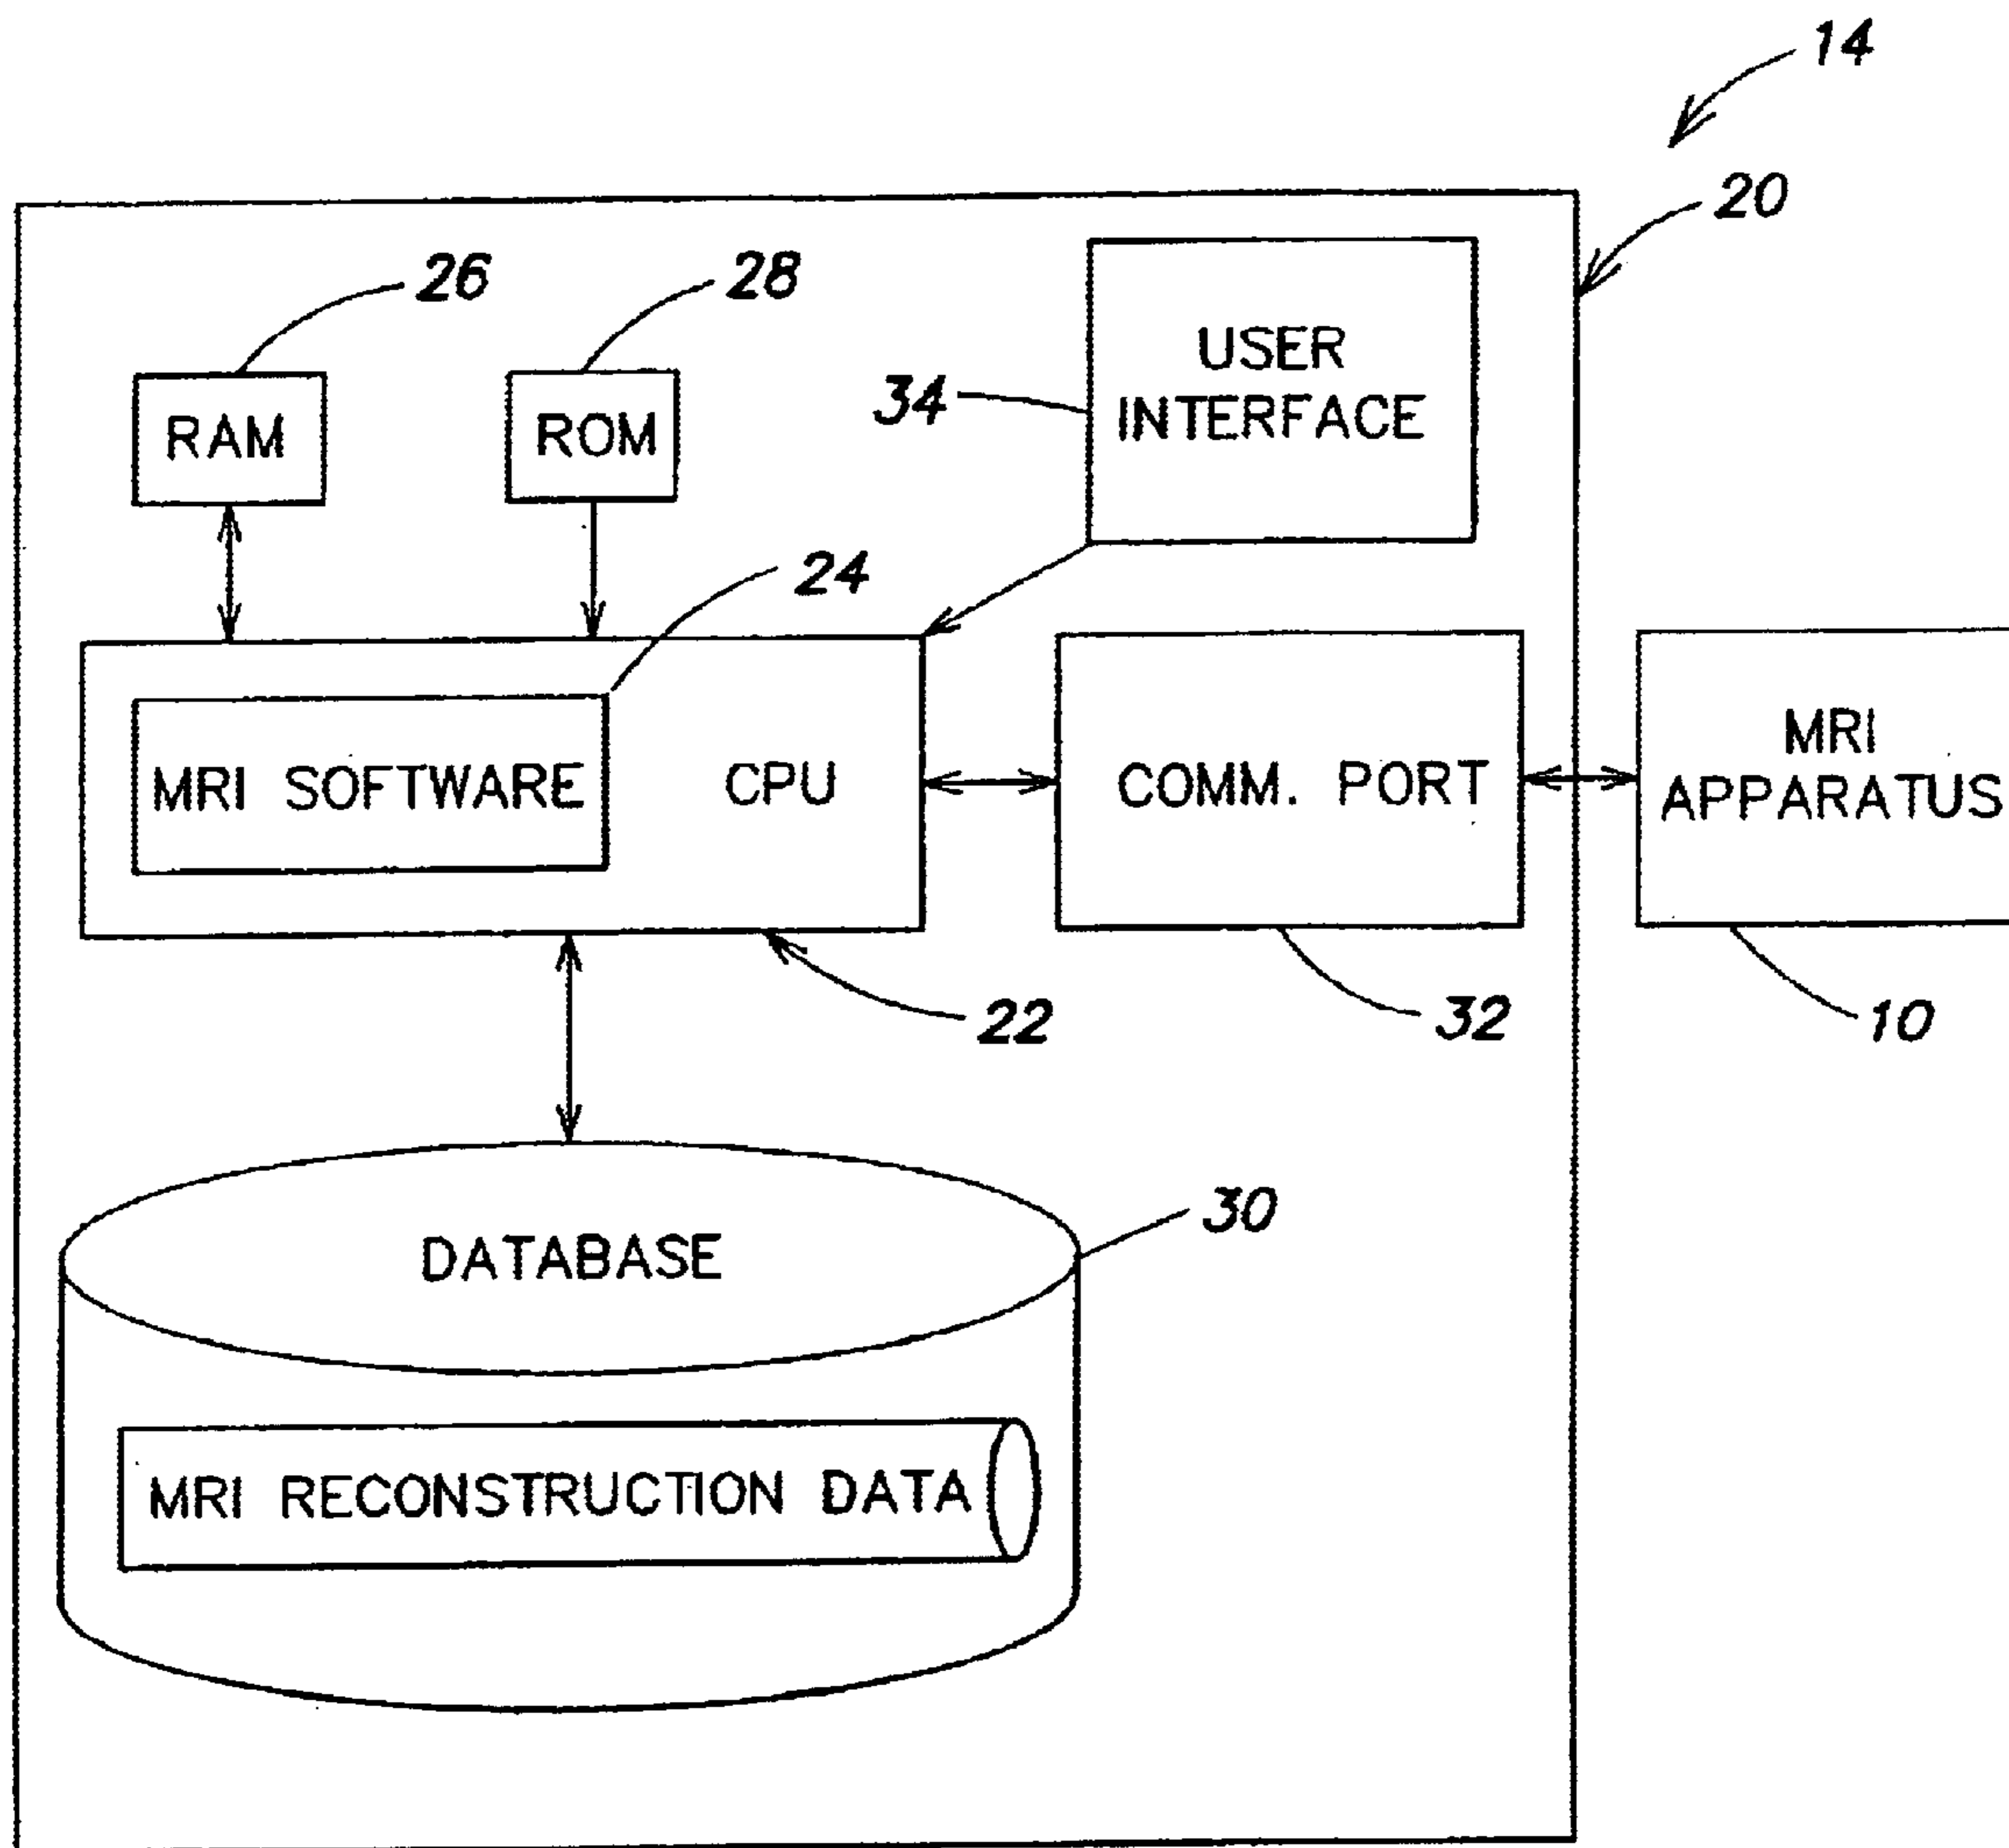 14
20
26
28
USER
INTERFACE
34
RAM
ROM
24
MRI SOFTWARE
CPU
COMM. PORT
MRI
APPARATUS
22
32
10
30
DATABASE
MRI RECONSTRUCTION DATA